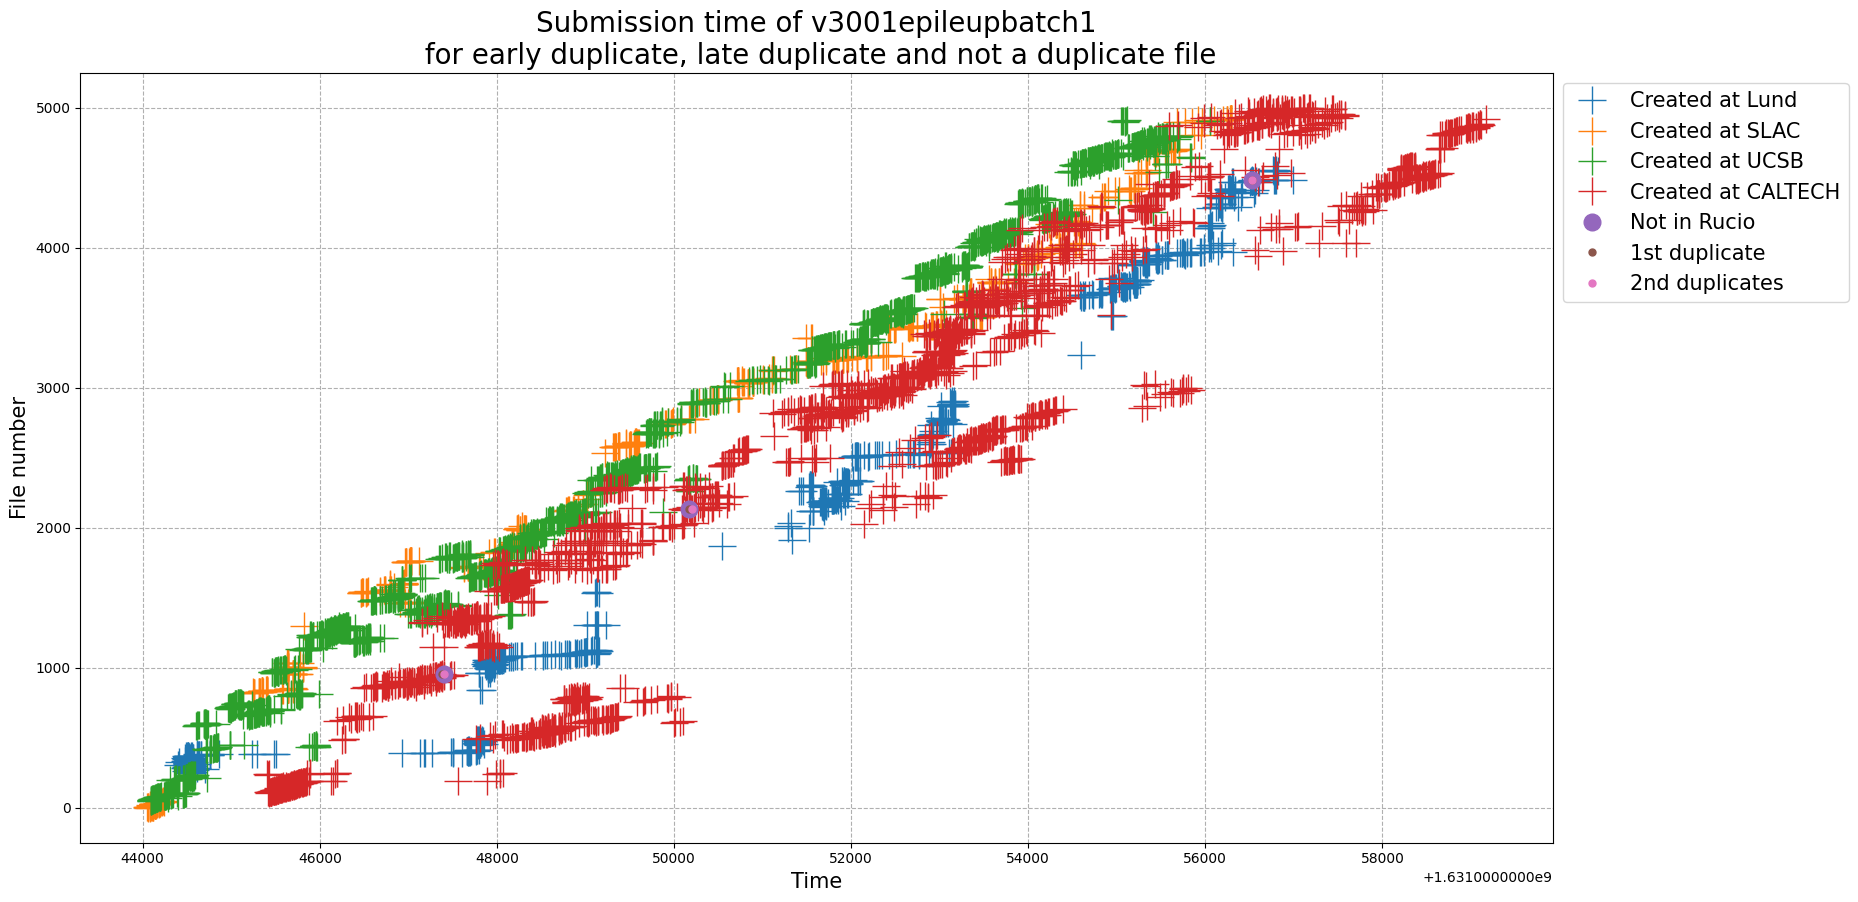 Submission time of v3001epileupbatch1
for early duplicate, late duplicate and not a duplicate file
File number
5000
4000
3000
2000
1000
0
44000 46000 48000 50000 52000 54000 56000 58000
Time
+1.6310000000e9
Created at Lund
Created at SLAC
Created at UCSB
Created at CALTECH
Not in Rucio
1st duplicate
2nd duplicates